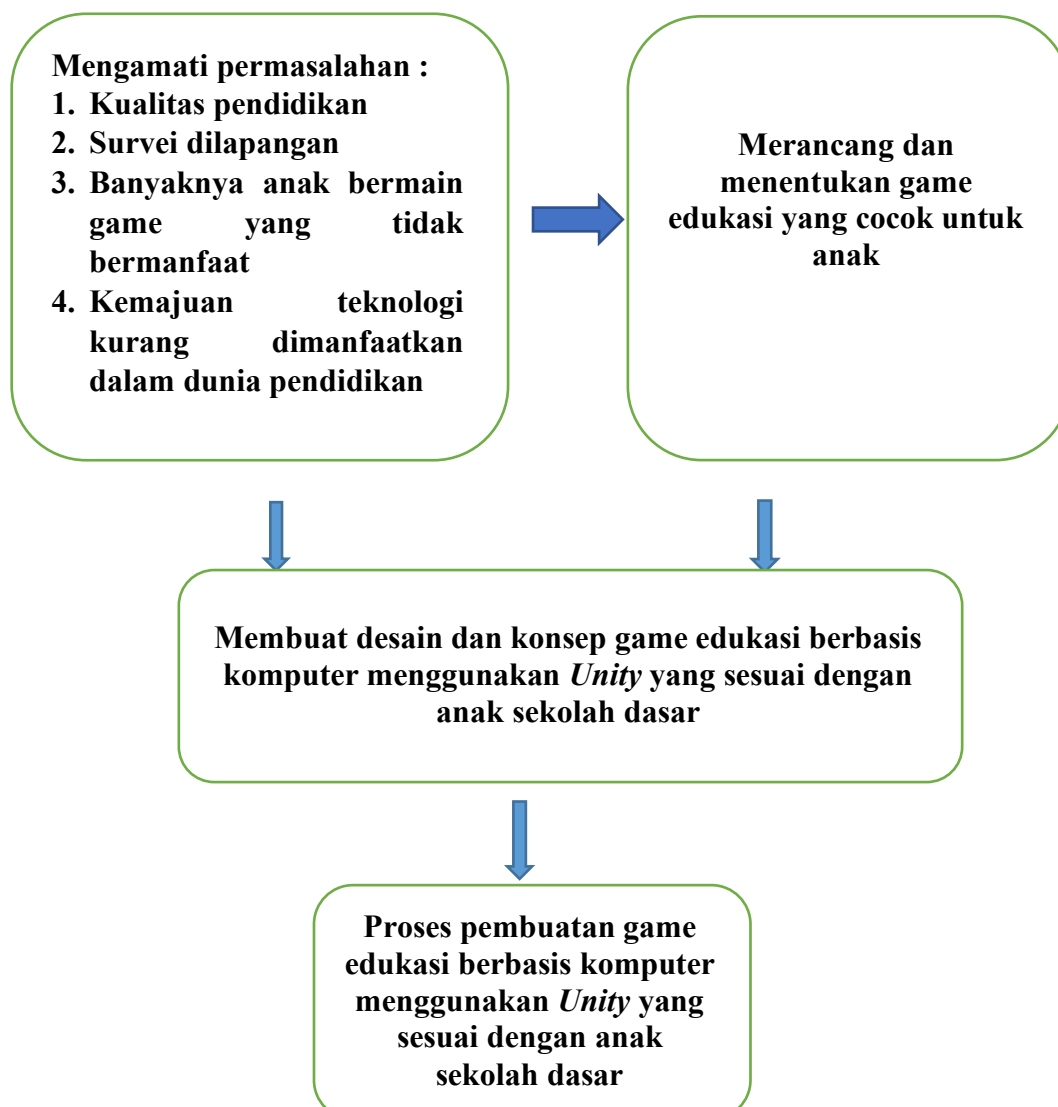 Mengamati permasalahan :
1. Kualitas pendidikan
2. Survei dilapangan
3. Banyaknya anak bermain
game yang tidak
bermanfaat
4. Kemajuan teknologi
kurang dimanfaatkan
dalam dunia pendidikan
Merancang dan
menentukan game
edukasi yang cocok untuk
anak
Membuat desain dan konsep game edukasi berbasis
komputer menggunakan Unity yang sesuai dengan
anak sekolah dasar
Proses pembuatan game
edukasi berbasis komputer
menggunakan Unity yang
sesuai dengan anak
sekolah dasar